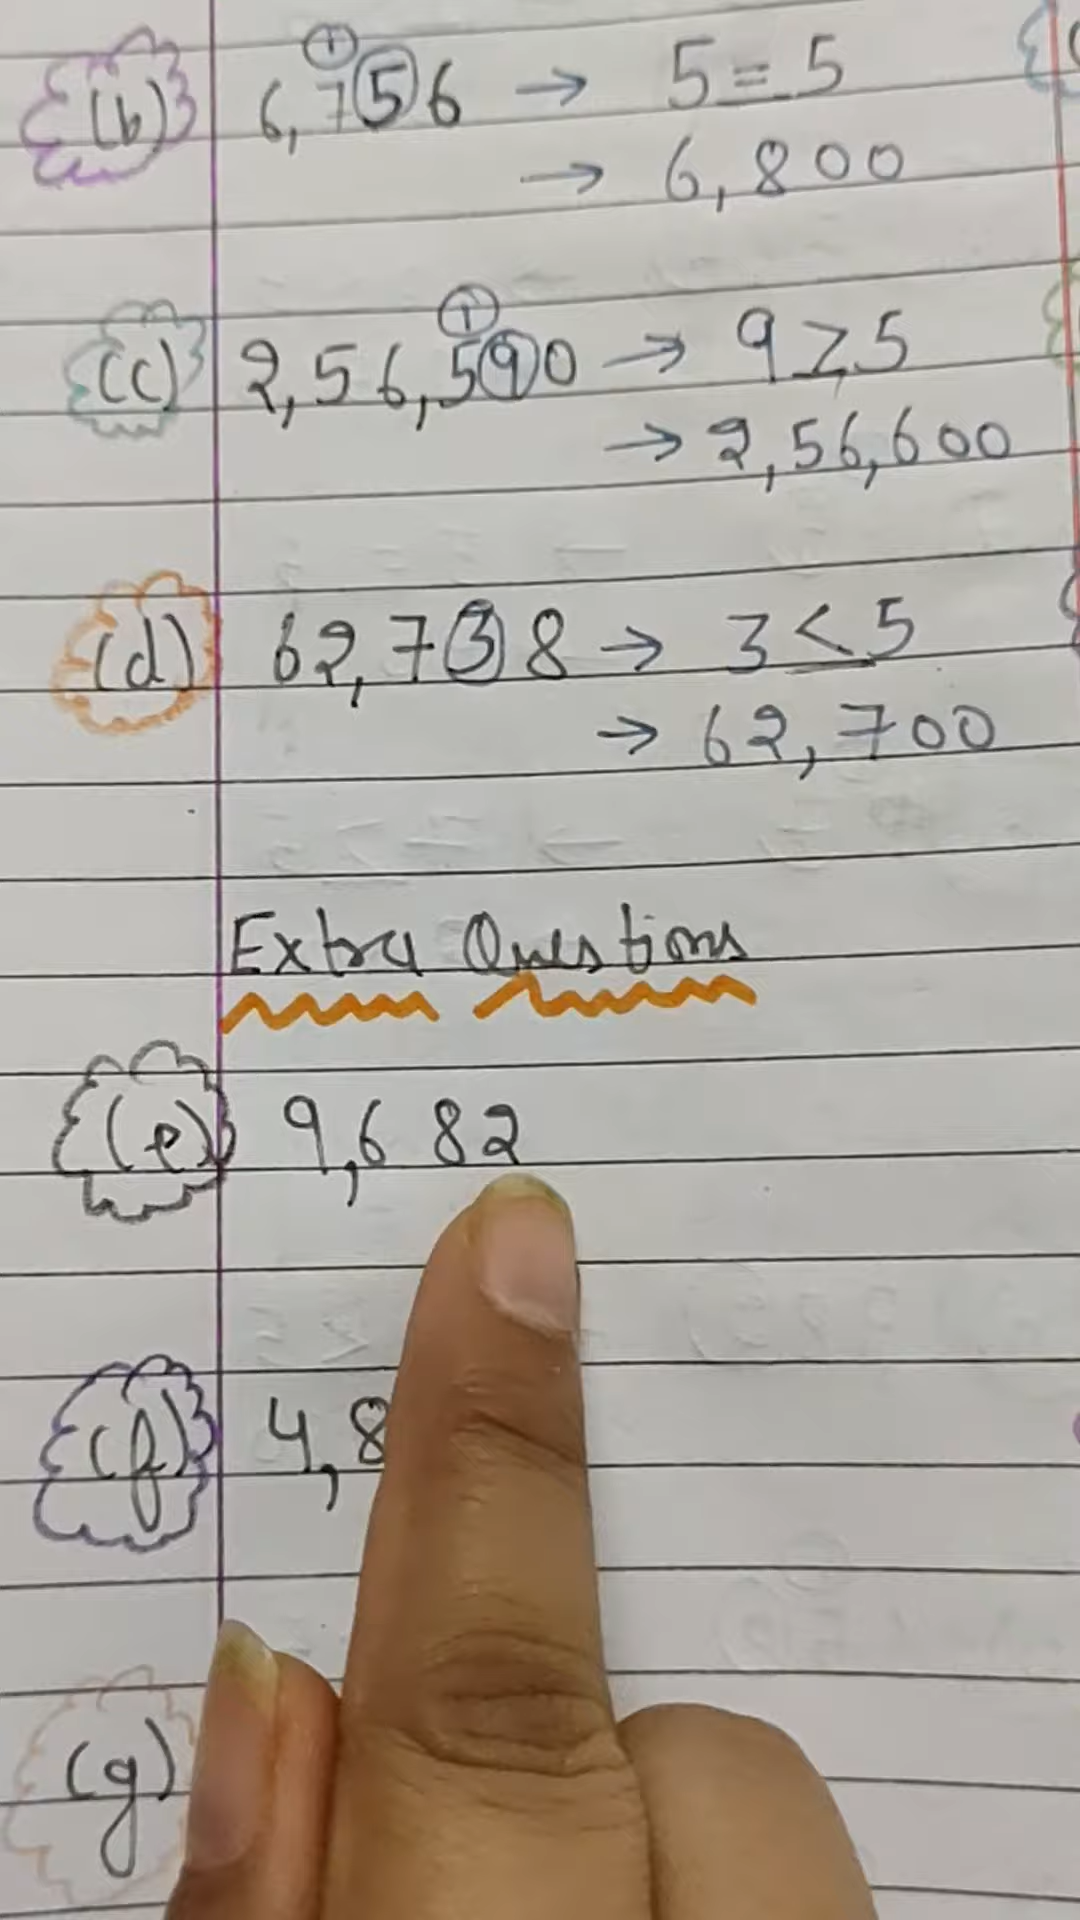 (b) 6,756 → 5 = 5
→ 6,800
(c) 2,56,590 → 9 > 5
→ 2,56,600
(d) 62,738 → 3 < 5
→ 62,700
Extra Questions
(e) 9,682
(f) 4,8
(g)